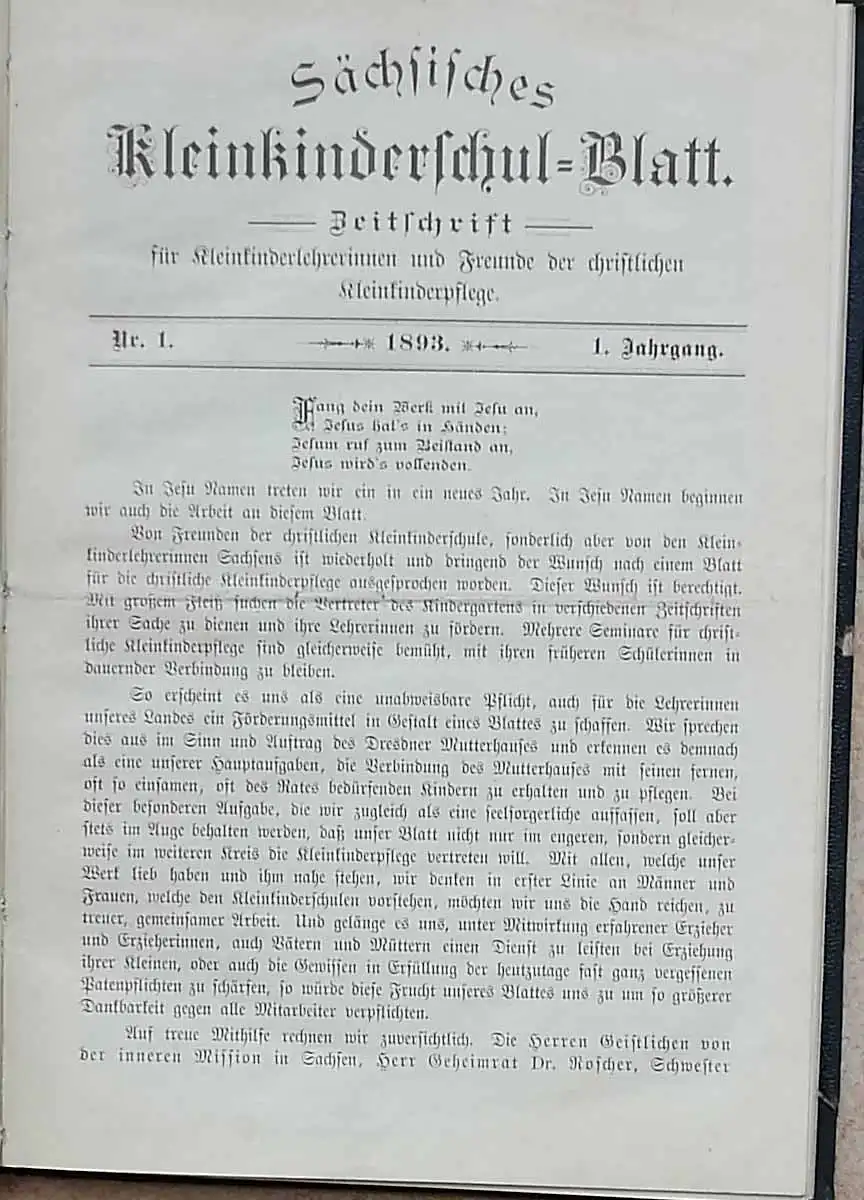 Sächsisches
Kleinkinderschul-Blatt.
Zeitschrift
für Kleinkinderlehrerinnen und Freunde der christlichen
Kleinkinderpflege.
Nr. 1. 1893. 1. Jahrgang.
Fang dein Werk mit Jesu an,
Jesus hat's in Händen;
Jesum ruf zum Beistand an,
Jesus wird's vollenden.
In Jesu Namen treten wir ein in ein neues Jahr. In Jesu Namen beginnen
wir auch die Arbeit an diesem Blatt.
Von Freunden der christlichen Kleinkinderschule, sonderlich aber von den Klein-
kinderlehrerinnen Sachsens ist wiederholt und dringend der Wunsch nach einem Blatt
für die christliche Kleinkinderpflege ausgesprochen worden. Dieser Wunsch ist berechtigt.
Mit großem Fleiß suchen die Vertreter des Kindergartens in verschiedenen Zeitschriften
ihrer Sache zu dienen und ihre Lehrerinnen zu fördern. Mehrere Seminare für christ-
liche Kleinkinderpflege sind gleicherweise bemüht, mit ihren früheren Schülerinnen in
dauernder Verbindung zu bleiben.
So erscheint es uns als eine unabweisbare Pflicht, auch für die Lehrerinnen
unseres Landes ein Förderungsmittel in Gestalt eines Blattes zu schaffen. Wir sprechen
dies aus im Sinn und Auftrag des Dresdner Mutterhauses und erkennen es demnach
als eine unserer Hauptaufgaben, die Verbindung des Mutterhauses mit seinen fernen,
oft so einsamen, oft des Rates bedürfenden Kindern zu erhalten und zu pflegen. Bei
dieser besonderen Aufgabe, die wir zugleich als eine seelsorgerliche auffassen, soll aber
stets im Auge behalten werden, daß unser Blatt nicht nur im engeren, sondern gleicher-
weise im weiteren Kreis die Kleinkinderpflege vertreten will. Mit allen, welche unser
Werk lieb haben und ihm nahe stehen, wir denken in erster Linie an Männer und
Frauen, welche den Kleinkinderschulen vorstehen, möchten wir uns die Hand reichen, zu
treuer, gemeinsamer Arbeit. Und gelänge es uns, unter Mitwirkung erfahrener Erzieher
und Erzieherinnen, auch Vätern und Müttern einen Dienst zu leisten bei Erziehung
ihrer Kleinen, oder auch die Gewissen in Erfüllung der heutzutage fast ganz vergessenen
Patenpflichten zu schärfen, so würde diese Frucht unseres Blattes uns zu um so größerer
Dankbarkeit gegen alle Mitarbeiter verpflichten.
Auf treue Mithilfe rechnen wir zuversichtlich. Die Herren Geistlichen von
der inneren Mission in Sachsen, Herr Geheimrat Dr. Roscher, Schwester